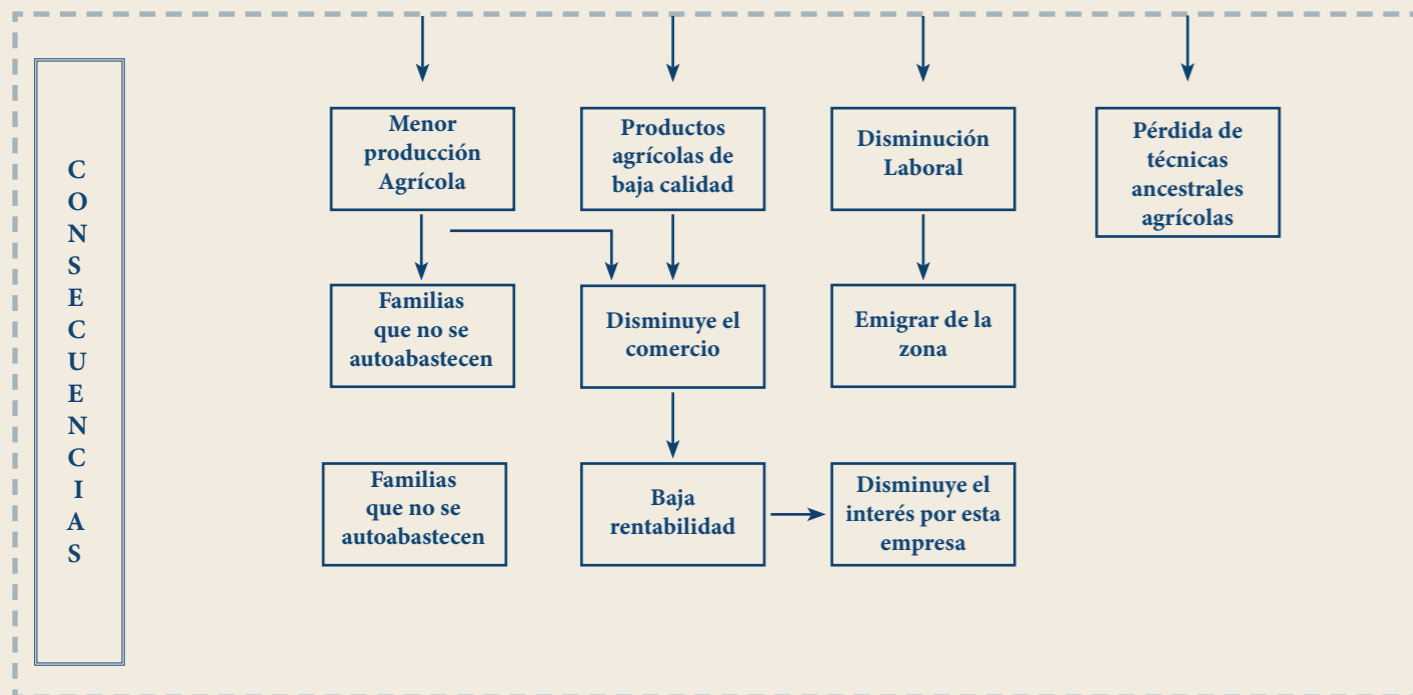 C
O
N
S
E
C
U
E
N
C
I
A
S
Menor
producción
Agrícola
Productos
agrícolas de
baja calidad
Disminución
Laboral
Pérdida de
técnicas
ancestrales
agrícolas
Familias
que no se
autoabastecen
Disminuye el
comercio
Emigrar de la
zona
Familias
que no se
autoabastecen
Baja
rentabilidad
Disminuye el
interés por esta
empresa